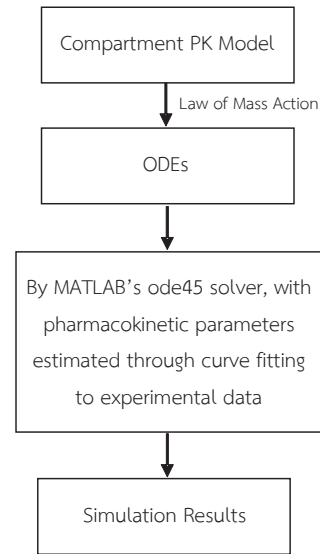 Compartment PK Model
Law of Mass Action
ODEs
By MATLAB’s ode45 solver, with
pharmacokinetic parameters
estimated through curve fitting
to experimental data
Simulation Results